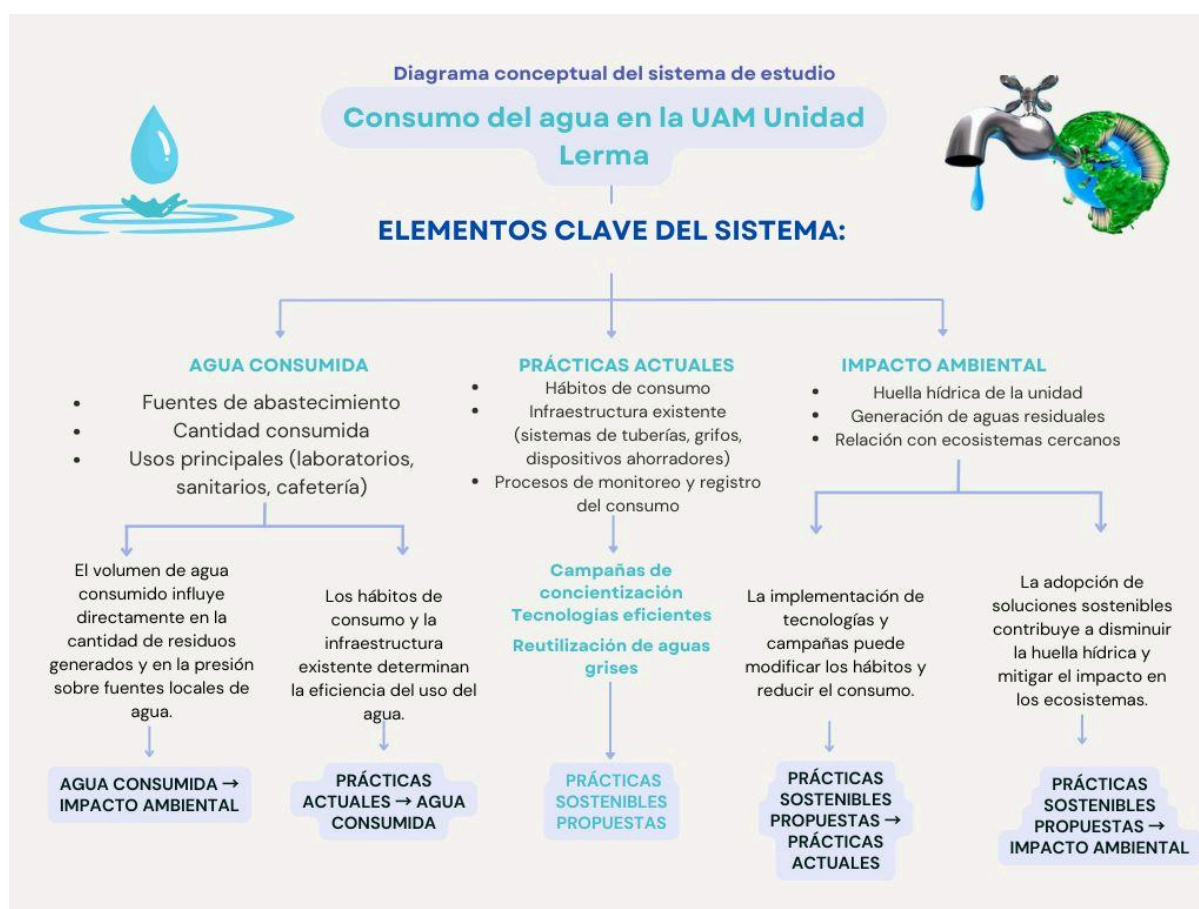 Diagrama conceptual del sistema de estudio
Consumo del agua en la UAM Unidad
Lerma
ELEMENTOS CLAVE DEL SISTEMA:
AGUA CONSUMIDA
• Fuentes de abastecimiento
• Cantidad consumida
• Usos principales (laboratorios,
sanitarios, cafetería)
PRÁCTICAS ACTUALES
• Hábitos de consumo
• Infraestructura existente
(sistemas de tuberías, grifos,
dispositivos ahorradores)
• Procesos de monitoreo y registro
del consumo
IMPACTO AMBIENTAL
• Huella hídrica de la unidad
• Generación de aguas residuales
• Relación con ecosistemas cercanos
El volumen de agua
consumido influye
directamente en la
cantidad de residuos
generados y en la presión
sobre fuentes locales de
agua.
Los hábitos de
consumo y la
infraestructura
existente determinan
la eficiencia del uso del
agua.
Campañas de
concientización
Tecnologías eficientes
Reutilización de aguas
grises
La implementación de
tecnologías y
campañas puede
modificar los hábitos y
reducir el consumo.
La adopción de
soluciones sostenibles
contribuye a disminuir
la huella hídrica y
mitigar el impacto en
los ecosistemas.
AGUA CONSUMIDA →
IMPACTO AMBIENTAL
PRÁCTICAS
ACTUALES → AGUA
CONSUMIDA
PRÁCTICAS
SOSTENIBLES
PROPUESTAS
PRÁCTICAS
SOSTENIBLES
PROPUESTAS →
PRÁCTICAS
ACTUALES
PRÁCTICAS
SOSTENIBLES
PROPUESTAS →
IMPACTO AMBIENTAL